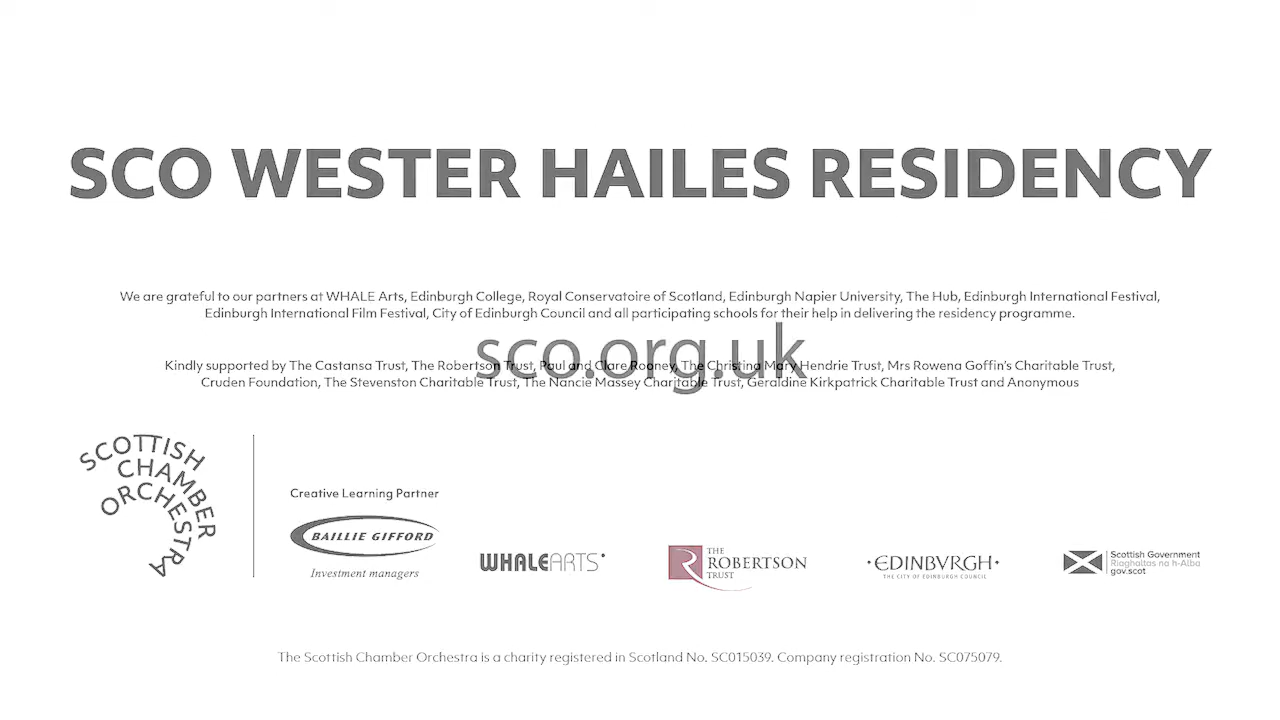 SCO WESTER HAILES RESIDENCY
We are grateful to our partners at WHALE Arts, Edinburgh College, Royal Conservatoire of Scotland, Edinburgh Napier University, The Hub, Edinburgh International Festival,
Edinburgh International Film Festival, City of Edinburgh Council and all participating schools for their help in delivering the residency programme.
sco.org.uk
Kindly supported by The Castansa Trust, The Robertson Trust, Paul and Clare Rooney, The Christina Mary Hendrie Trust, Mrs Rowena Goffin's Charitable Trust,
Cruden Foundation, The Stevenston Charitable Trust, The Nancie Massey Charitable Trust, Geraldine Kirkpatrick Charitable Trust and Anonymous
SCOTTISH
CHAMBER
ORCHESTRA
Creative Learning Partner
BAILLIE GIFFORD
Investment managers
WHALEARTS
THE
ROBERTSON
TRUST
•EDINBVRGH•
THE CITY OF EDINBURGH COUNCIL
Scottish Government
Riaghaltas na h-Alba
gov.scot
The Scottish Chamber Orchestra is a charity registered in Scotland No. SC015039. Company registration No. SC075079.